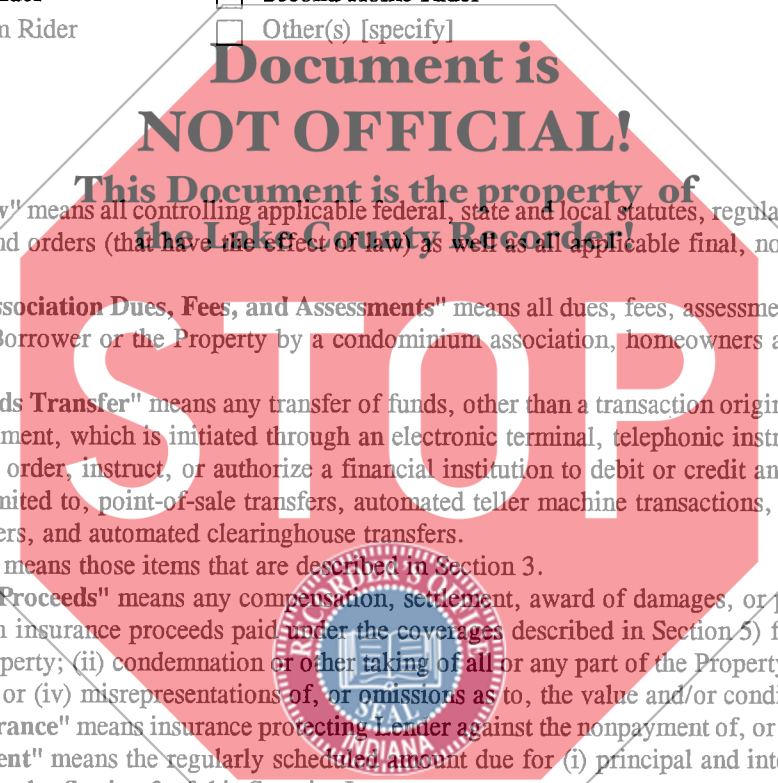 n Rider Other(s) [specify]
Document is
NOT OFFICIAL!
This Document is the property of
the Lake County Recorder!
means all controlling applicable federal, state and local statutes, regula
nd orders (that have the effect of law) as well as all applicable final, no
ssociation Dues, Fees, and Assessments" means all dues, fees, assessme
Borrower or the Property by a condominium association, homeowners a
ds Transfer" means any transfer of funds, other than a transaction origin
ment, which is initiated through an electronic terminal, telephonic instr
order, instruct, or authorize a financial institution to debit or credit an
mited to, point-of-sale transfers, automated teller machine transactions,
ers, and automated clearinghouse transfers.
means those items that are described in Section 3.
Proceeds" means any compensation, settlement, award of damages, or
n insurance proceeds paid under the coverages described in Section 5) f
operty; (ii) condemnation or other taking of all or any part of the Property
or (iv) misrepresentations of, or omissions as to, the value and/or condi
rance" means insurance protecting Lender against the nonpayment of, or
ent" means the regularly scheduled amount due for (i) principal and int
STOP
RECORDER'S OFFICE
SEAL
INDIANA